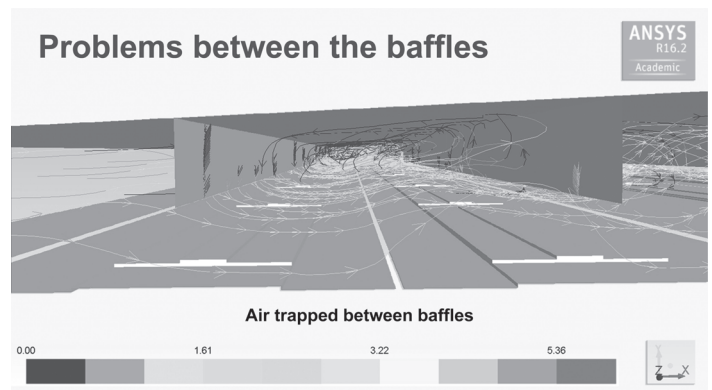 Problems between the baffles
ANSYS
R16.2
Academic
Air trapped between baffles
0.00 1.61 3.22 5.36
Z X